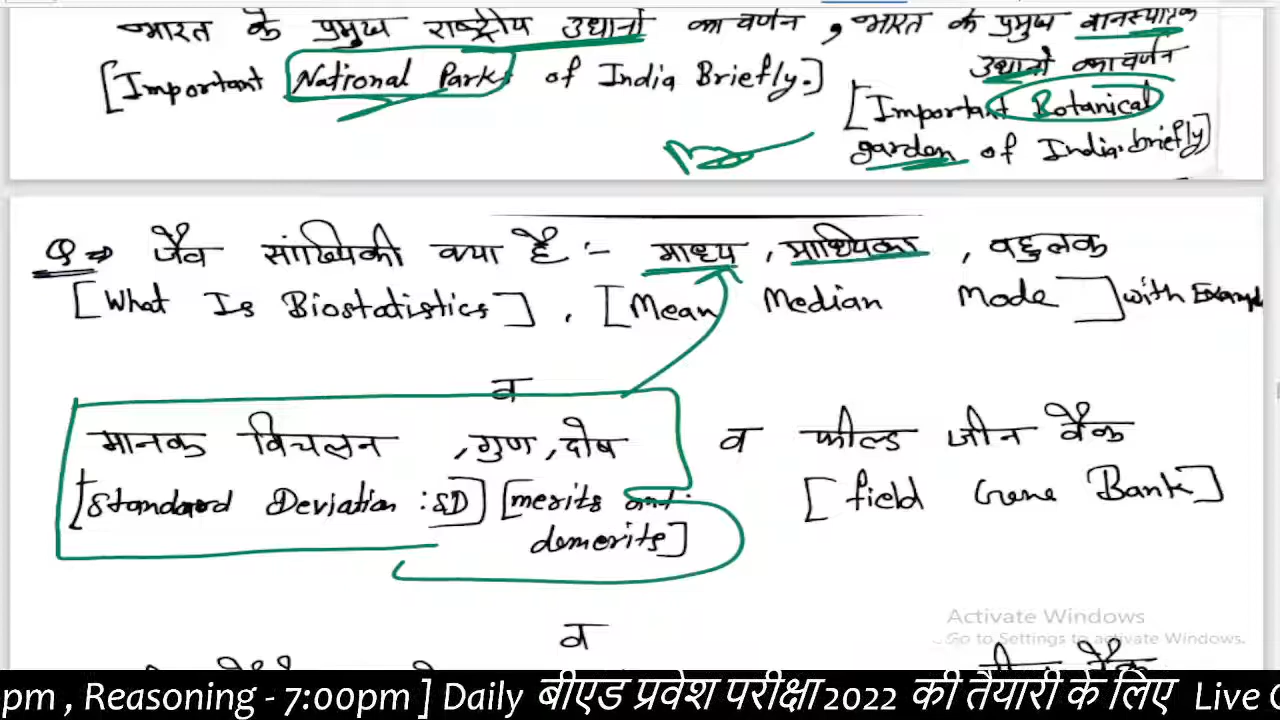 भारत के प्रमुख राष्ट्रीय उधानों का वर्णन , भारत के प्रमुख वानस्पतिक
उधानों का वर्णन
[Important National Parks of India Briefly.]
[Important Botanical
garden of India.briefly]
Q ⇒ जैव सांख्यिकी क्या है :- माध्य , माध्यिका , बहुलक
[What Is Biostatistics] , [Mean Median Mode] with Exampl
व
मानक विचलन , गुण , दोष व फील्ड जीन बैंक
[Standard Deviation : SD] [merits and demerits] [field Gene Bank]
व
Activate Windows
Go to Settings to activate Windows.
pm , Reasoning - 7:00pm ] Daily बीएड प्रवेश परीक्षा 2022 की तैयारी के लिए Live C